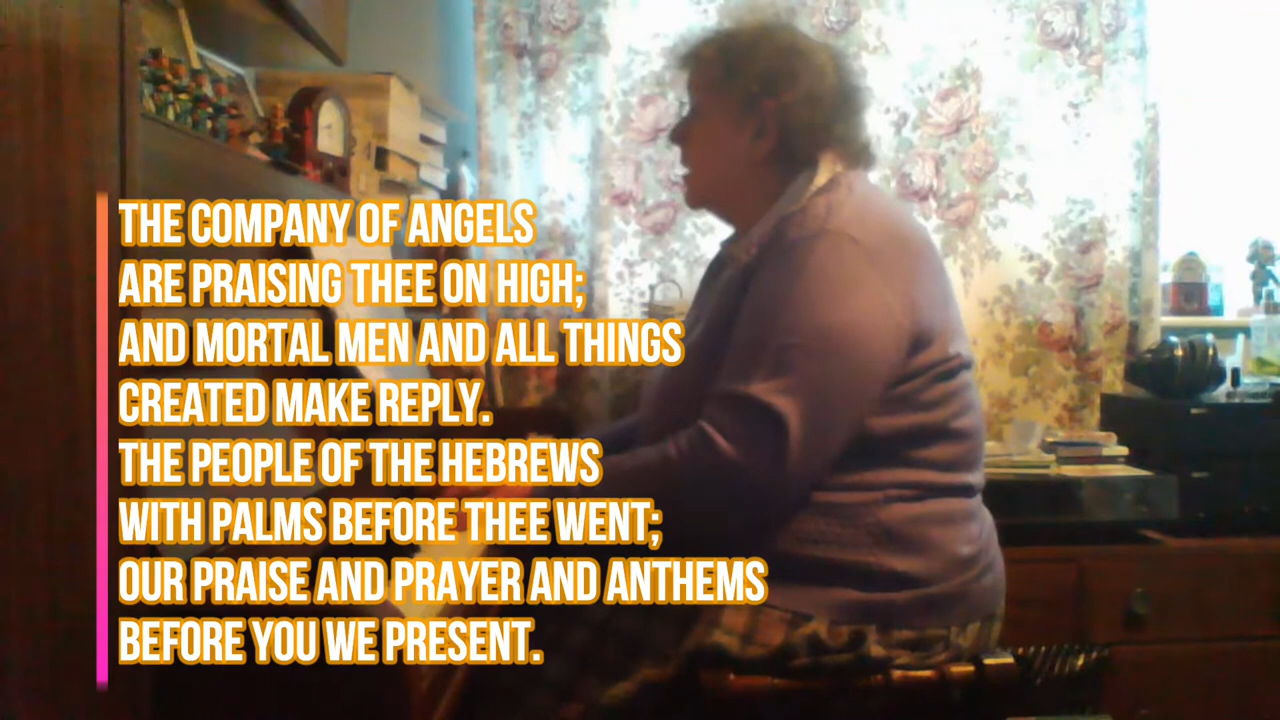 THE COMPANY OF ANGELS
ARE PRAISING THEE ON HIGH;
AND MORTAL MEN AND ALL THINGS
CREATED MAKE REPLY.
THE PEOPLE OF THE HEBREWS
WITH PALMS BEFORE THEE WENT;
OUR PRAISE AND PRAYER AND ANTHEMS
BEFORE YOU WE PRESENT.